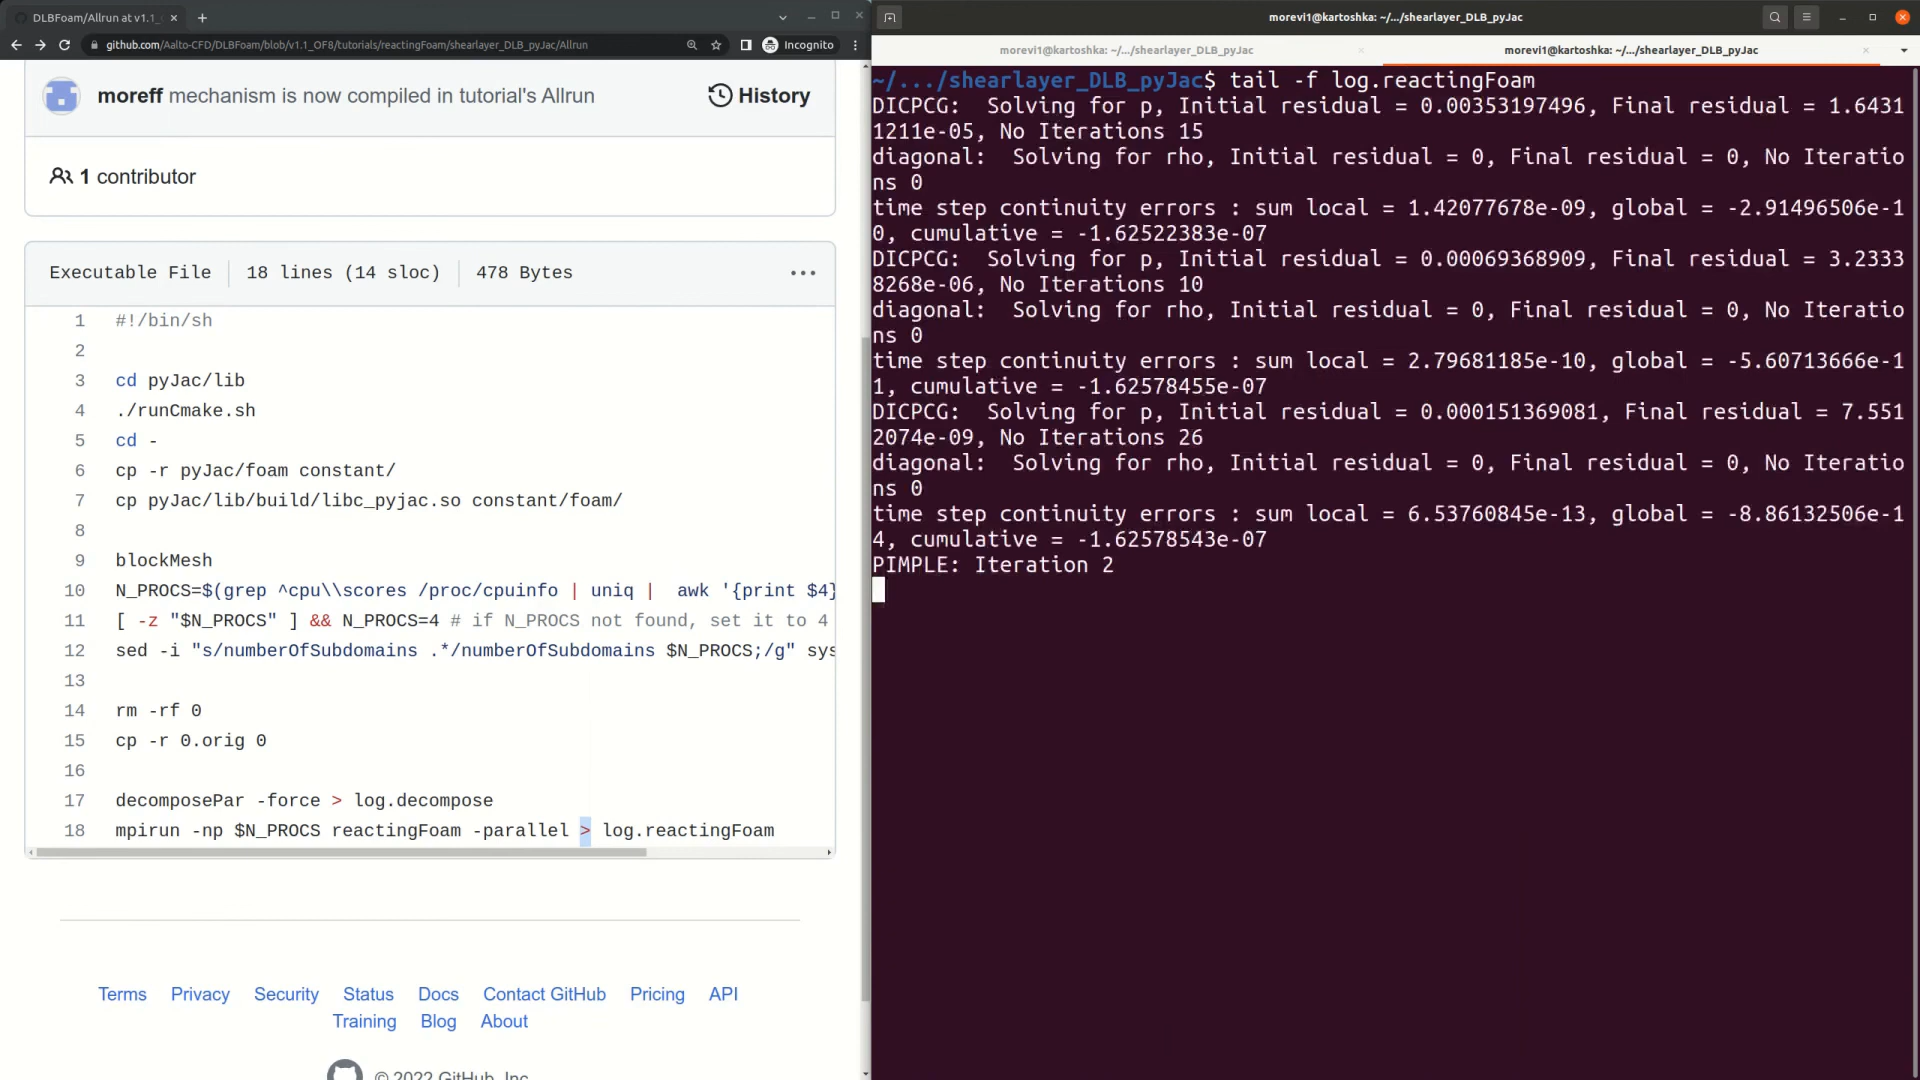 DLBFoam/Allrun at v1.1_
github.com/Aalto-CFD/DLBFoam/blob/v1.1_OF8/tutorials/reactingFoam/shearlayer_DLB_pyJac/Allrun
Incognito
moreff mechanism is now compiled in tutorial's Allrun
History
1 contributor
Executable File
18 lines (14 sloc)
478 Bytes
1 #!/bin/sh
2
3 cd pyJac/lib
4 ./runCmake.sh
5 cd -
6 cp -r pyJac/foam constant/
7 cp pyJac/lib/build/libc_pyjac.so constant/foam/
8
9 blockMesh
10 N_PROCS=$(grep ^cpu\\scores /proc/cpuinfo | uniq |  awk '{print $4}
11 [ -z "$N_PROCS" ] && N_PROCS=4 # if N_PROCS not found, set it to 4
12 sed -i "s/numberOfSubdomains .*/numberOfSubdomains $N_PROCS;/g" sys
13
14 rm -rf 0
15 cp -r 0.orig 0
16
17 decomposePar -force > log.decompose
18 mpirun -np $N_PROCS reactingFoam -parallel > log.reactingFoam
Terms Privacy Security Status Docs Contact GitHub Pricing API
Training Blog About
© 2022 GitHub, Inc.
morevi1@kartoshka: ~/.../shearlayer_DLB_pyJac
morevi1@kartoshka: ~/.../shearlayer_DLB_pyJac
morevi1@kartoshka: ~/.../shearlayer_DLB_pyJac
~/.../shearlayer_DLB_pyJac$ tail -f log.reactingFoam
DICPCG:  Solving for p, Initial residual = 0.00353197496, Final residual = 1.6431
1211e-05, No Iterations 15
diagonal:  Solving for rho, Initial residual = 0, Final residual = 0, No Iteratio
ns 0
time step continuity errors : sum local = 1.42077678e-09, global = -2.91496506e-1
0, cumulative = -1.62522383e-07
DICPCG:  Solving for p, Initial residual = 0.00069368909, Final residual = 3.2333
8268e-06, No Iterations 10
diagonal:  Solving for rho, Initial residual = 0, Final residual = 0, No Iteratio
ns 0
time step continuity errors : sum local = 2.79681185e-10, global = -5.60713666e-1
1, cumulative = -1.62578455e-07
DICPCG:  Solving for p, Initial residual = 0.000151369081, Final residual = 7.551
2074e-09, No Iterations 26
diagonal:  Solving for rho, Initial residual = 0, Final residual = 0, No Iteratio
ns 0
time step continuity errors : sum local = 6.53760845e-13, global = -8.86132506e-1
4, cumulative = -1.62578543e-07
PIMPLE: Iteration 2